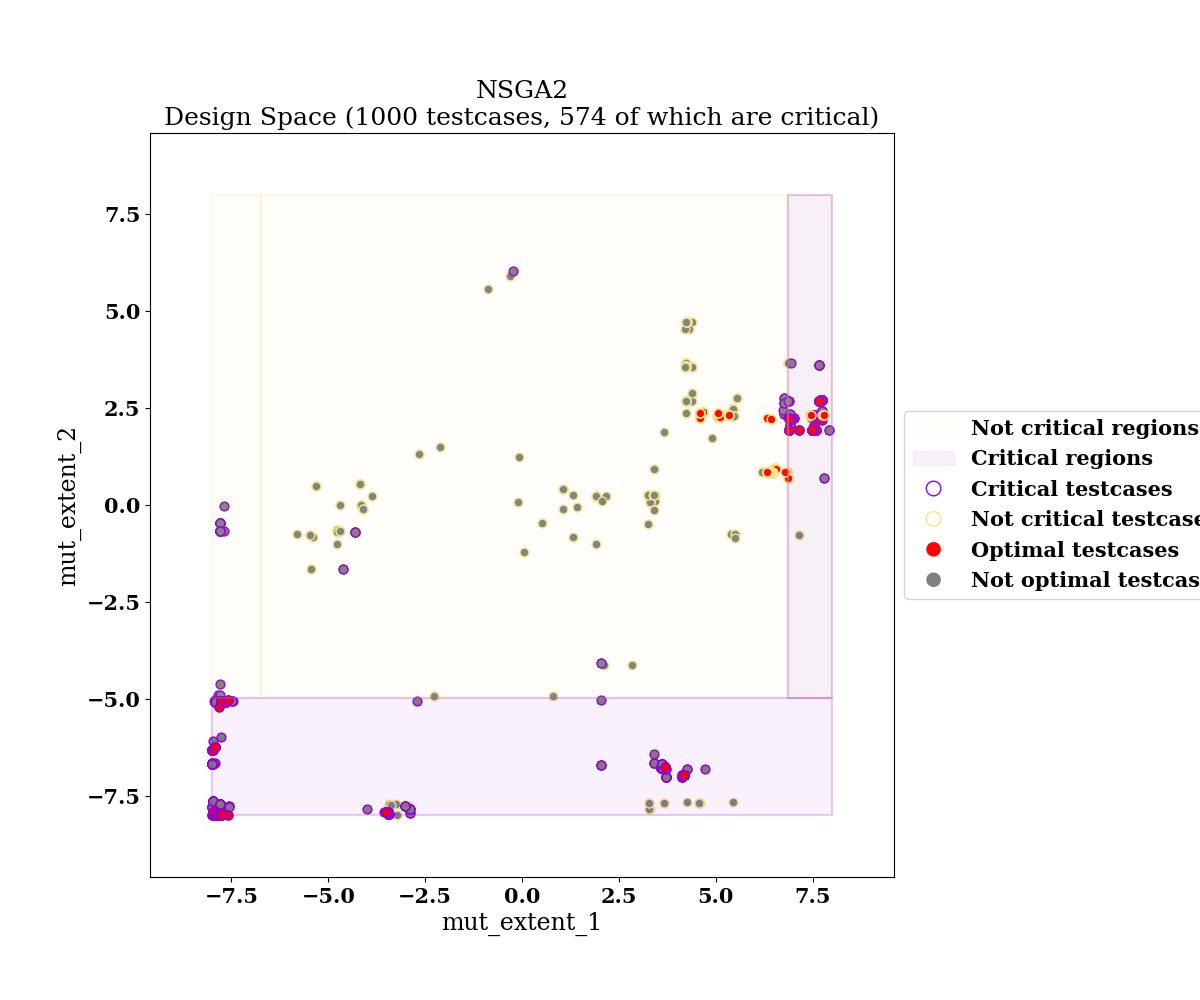 NSGA2
Design Space (1000 testcases, 574 of which are critical)
7.5
5.0
2.5
0.0
−2.5
−5.0
−7.5
mut_extent_2
−7.5 −5.0 −2.5 0.0 2.5 5.0 7.5
mut_extent_1
Not critical regions
Critical regions
Critical testcases
Not critical testcase
Optimal testcases
Not optimal testcas